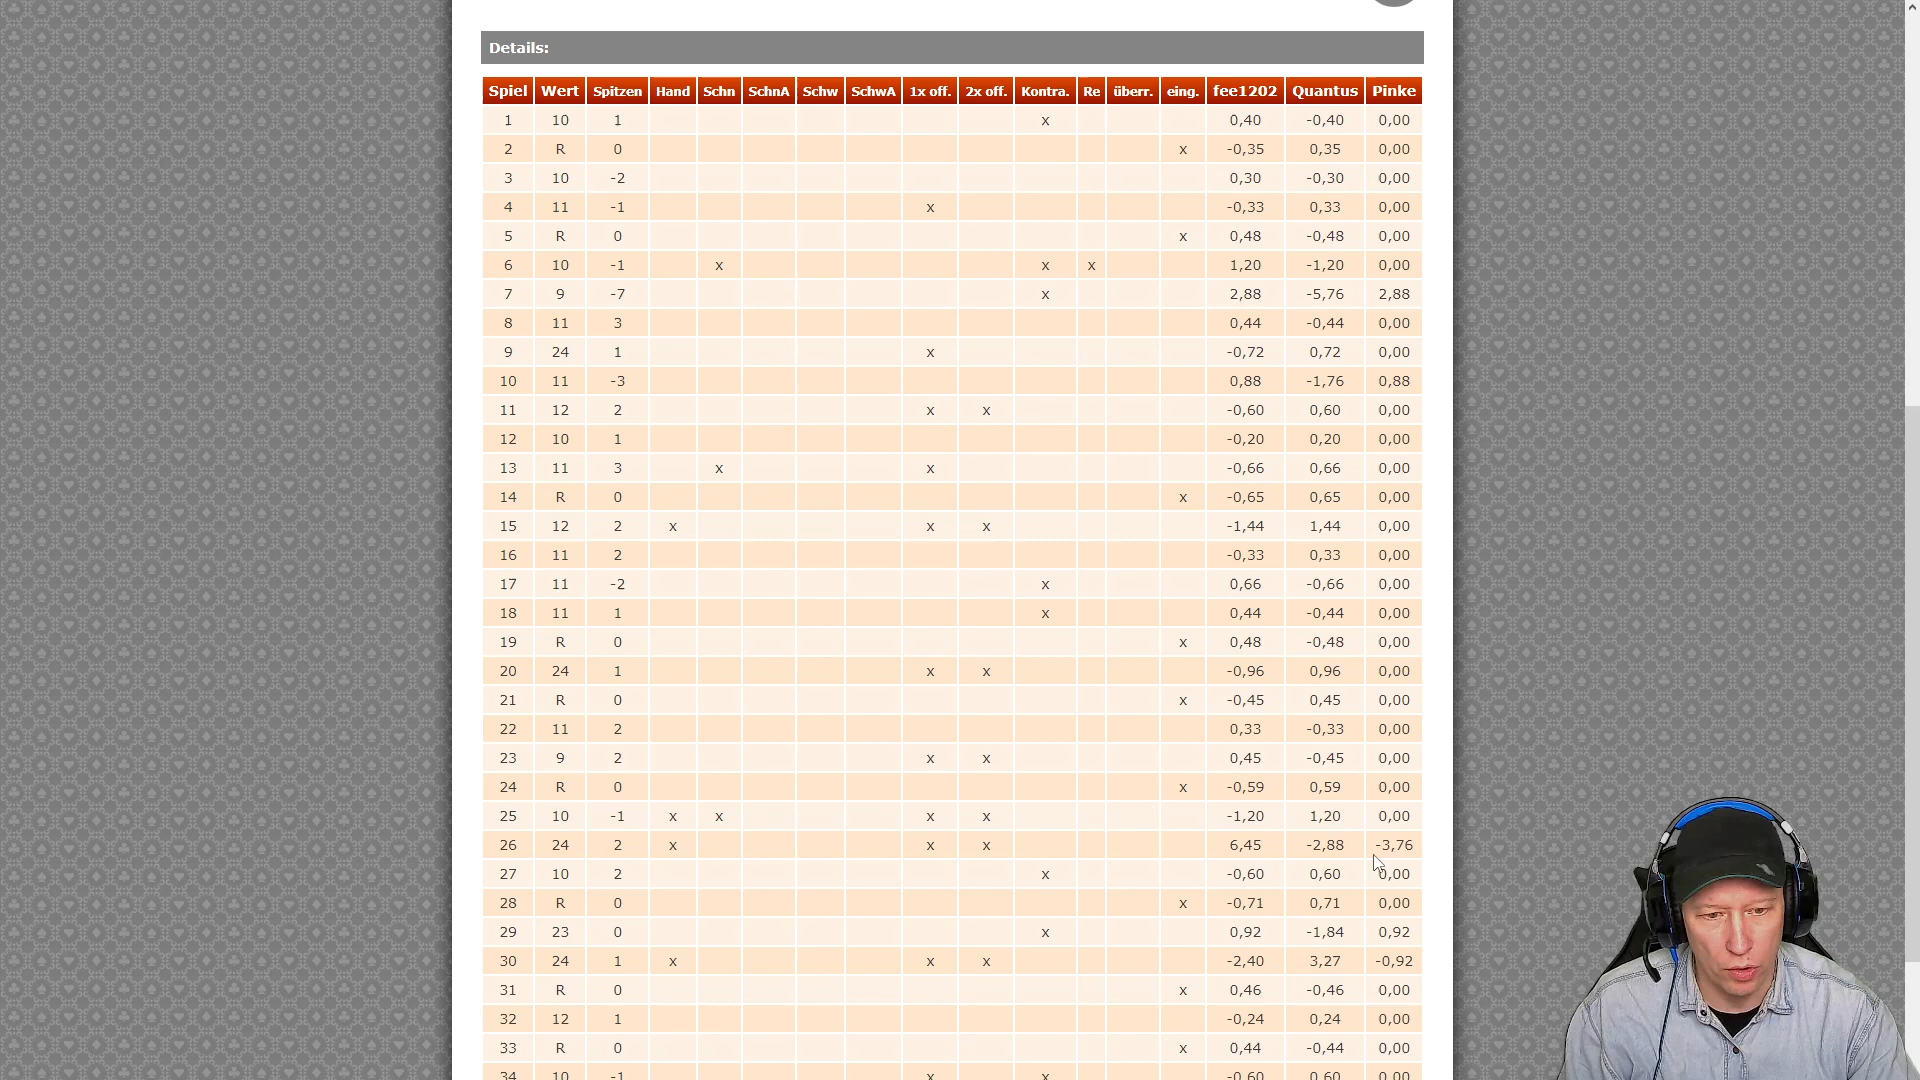 Details:
Spiel Wert Spitzen Hand Schn SchnA Schw SchwA 1x off. 2x off. Kontra. Re überr. eing. fee1202 Quantus Pinke
1 10 1 x 0,40 -0,40 0,00
2 R 0 x -0,35 0,35 0,00
3 10 -2 0,30 -0,30 0,00
4 11 -1 x -0,33 0,33 0,00
5 R 0 x 0,48 -0,48 0,00
6 10 -1 x x x 1,20 -1,20 0,00
7 9 -7 x 2,88 -5,76 2,88
8 11 3 0,44 -0,44 0,00
9 24 1 x -0,72 0,72 0,00
10 11 -3 0,88 -1,76 0,88
11 12 2 x x -0,60 0,60 0,00
12 10 1 -0,20 0,20 0,00
13 11 3 x x -0,66 0,66 0,00
14 R 0 x -0,65 0,65 0,00
15 12 2 x x x -1,44 1,44 0,00
16 11 2 -0,33 0,33 0,00
17 11 -2 x 0,66 -0,66 0,00
18 11 1 x 0,44 -0,44 0,00
19 R 0 x 0,48 -0,48 0,00
20 24 1 x x -0,96 0,96 0,00
21 R 0 x -0,45 0,45 0,00
22 11 2 0,33 -0,33 0,00
23 9 2 x x 0,45 -0,45 0,00
24 R 0 x -0,59 0,59 0,00
25 10 -1 x x x x -1,20 1,20 0,00
26 24 2 x x x 6,45 -2,88 -3,76
27 10 2 x -0,60 0,60 0,00
28 R 0 x -0,71 0,71 0,00
29 23 0 x 0,92 -1,84 0,92
30 24 1 x x x -2,40 3,27 -0,92
31 R 0 x 0,46 -0,46 0,00
32 12 1 -0,24 0,24 0,00
33 R 0 x 0,44 -0,44 0,00
34 10 -1 x x -0,60 0,60 0,00